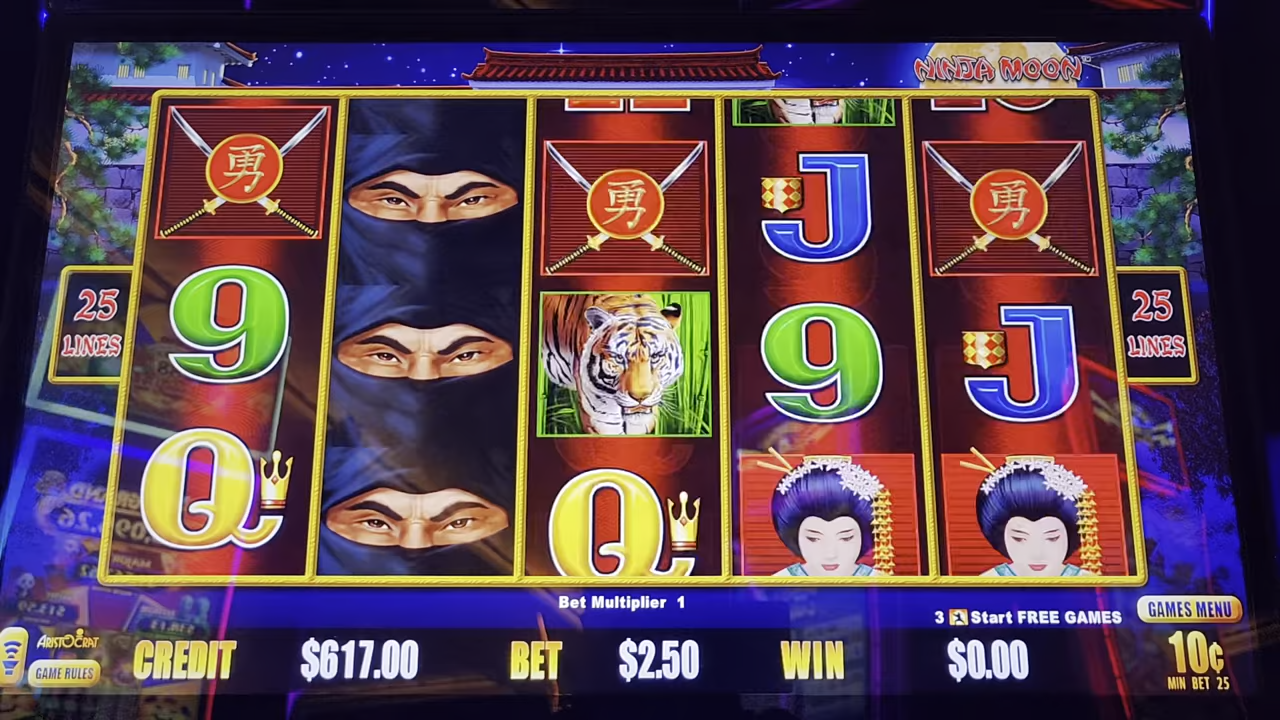 NINJA MOON
勇
勇
勇
J
9
9
J
Q
Q
25
LINES
25
LINES
Bet Multiplier 1
3 Start FREE GAMES
GAMES MENU
ARISTOCRAT
GAME RULES
CREDIT $617.00 BET $2.50 WIN $0.00
10¢
MIN BET 25